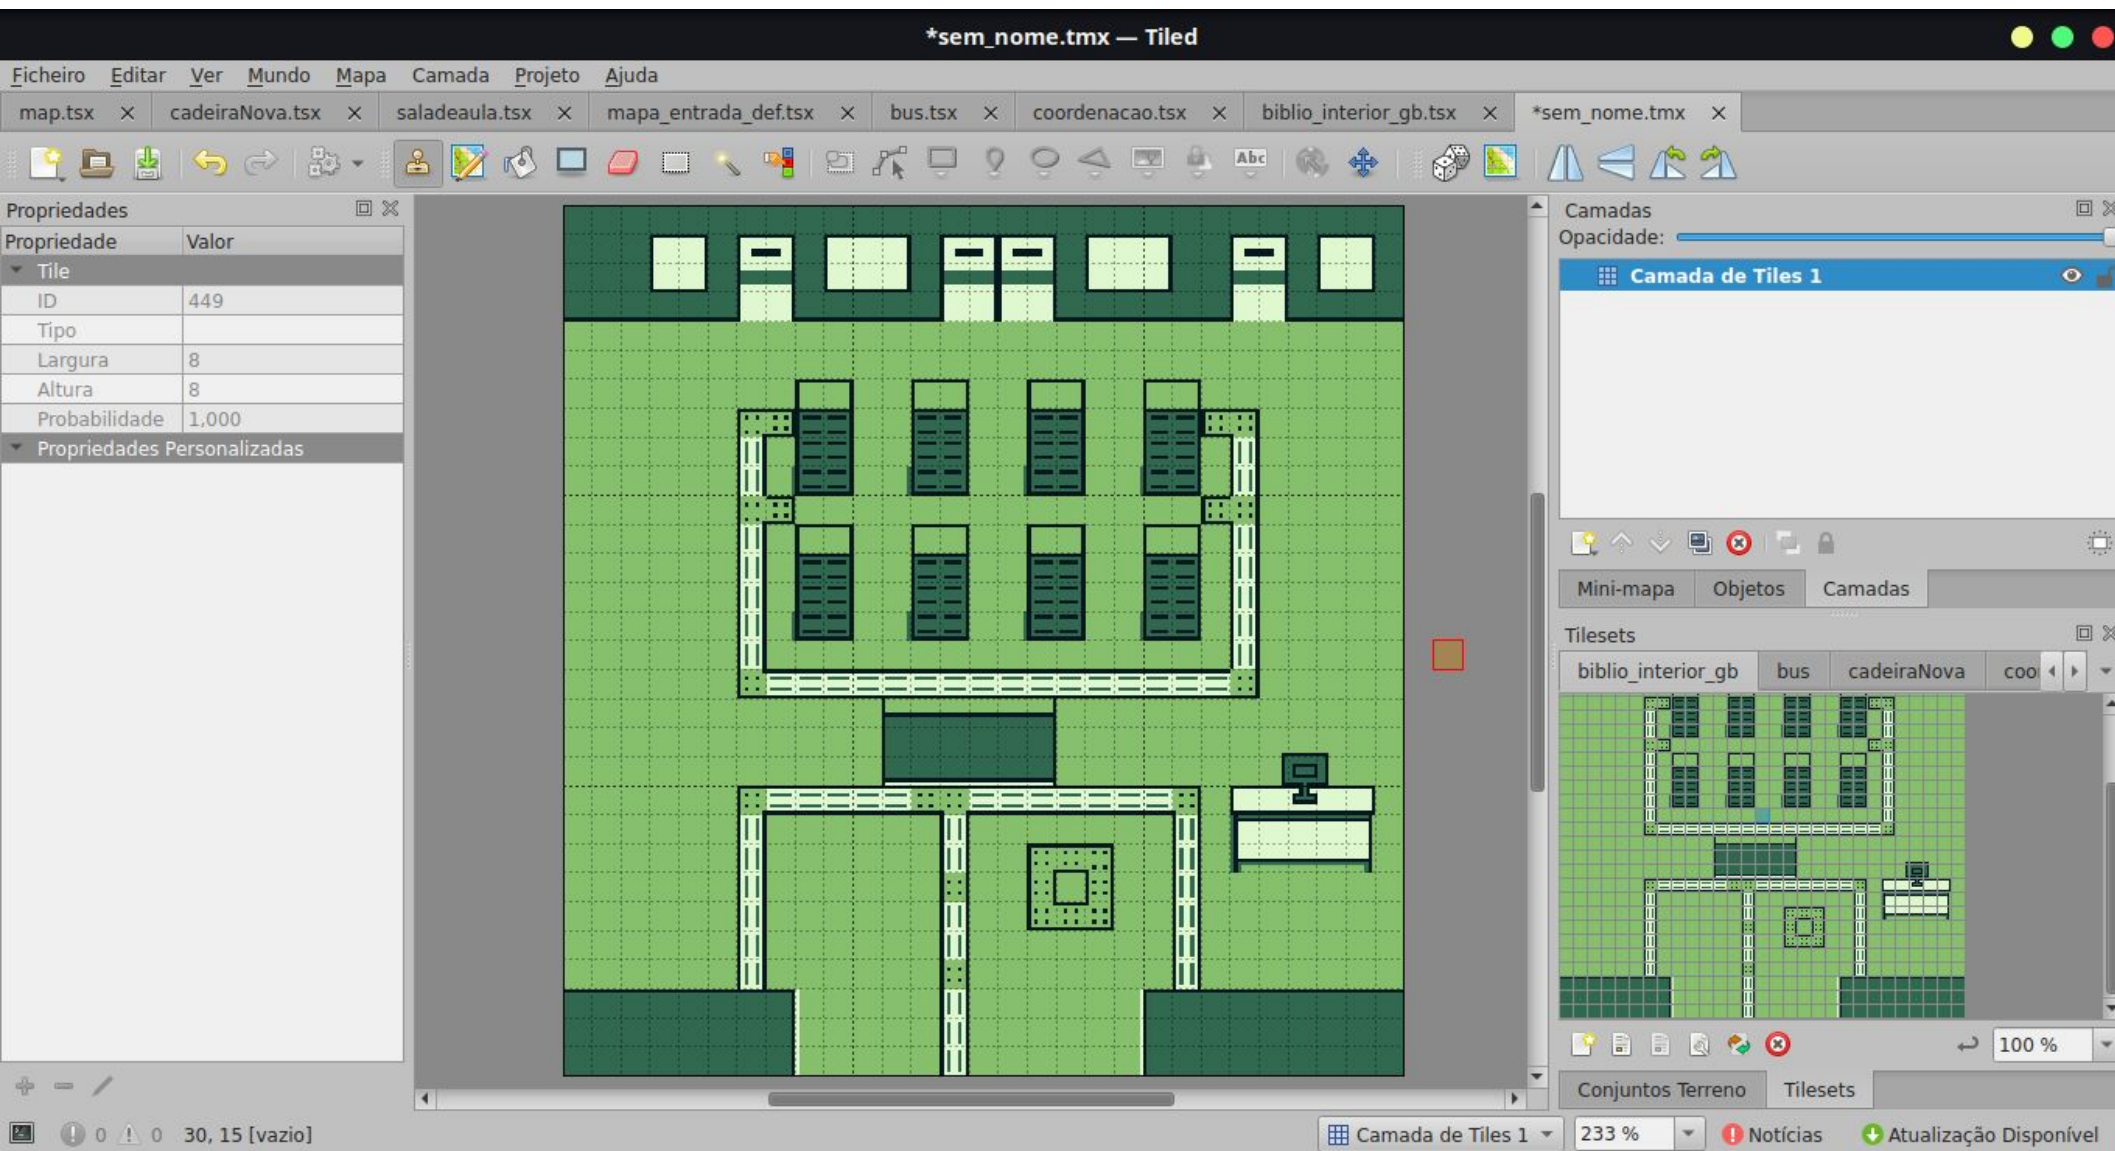 *sem_nome.tmx — Tiled
Ficheiro Editar Ver Mundo Mapa Camada Projeto Ajuda
map.tsx cadeiraNova.tsx saladeaula.tsx mapa_entrada_def.tsx bus.tsx coordenacao.tsx biblio_interior_gb.tsx *sem_nome.tmx
Abc
Propriedades
Propriedade Valor
Tile
ID 449
Tipo
Largura 8
Altura 8
Probabilidade 1,000
Propriedades Personalizadas
Camadas
Opacidade:
Camada de Tiles 1
Mini-mapa Objetos Camadas
Tilesets
biblio_interior_gb bus cadeiraNova coo
100 %
Conjuntos Terreno Tilesets
0 0 30, 15 [vazio] Camada de Tiles 1 233 % Notícias Atualização Disponível